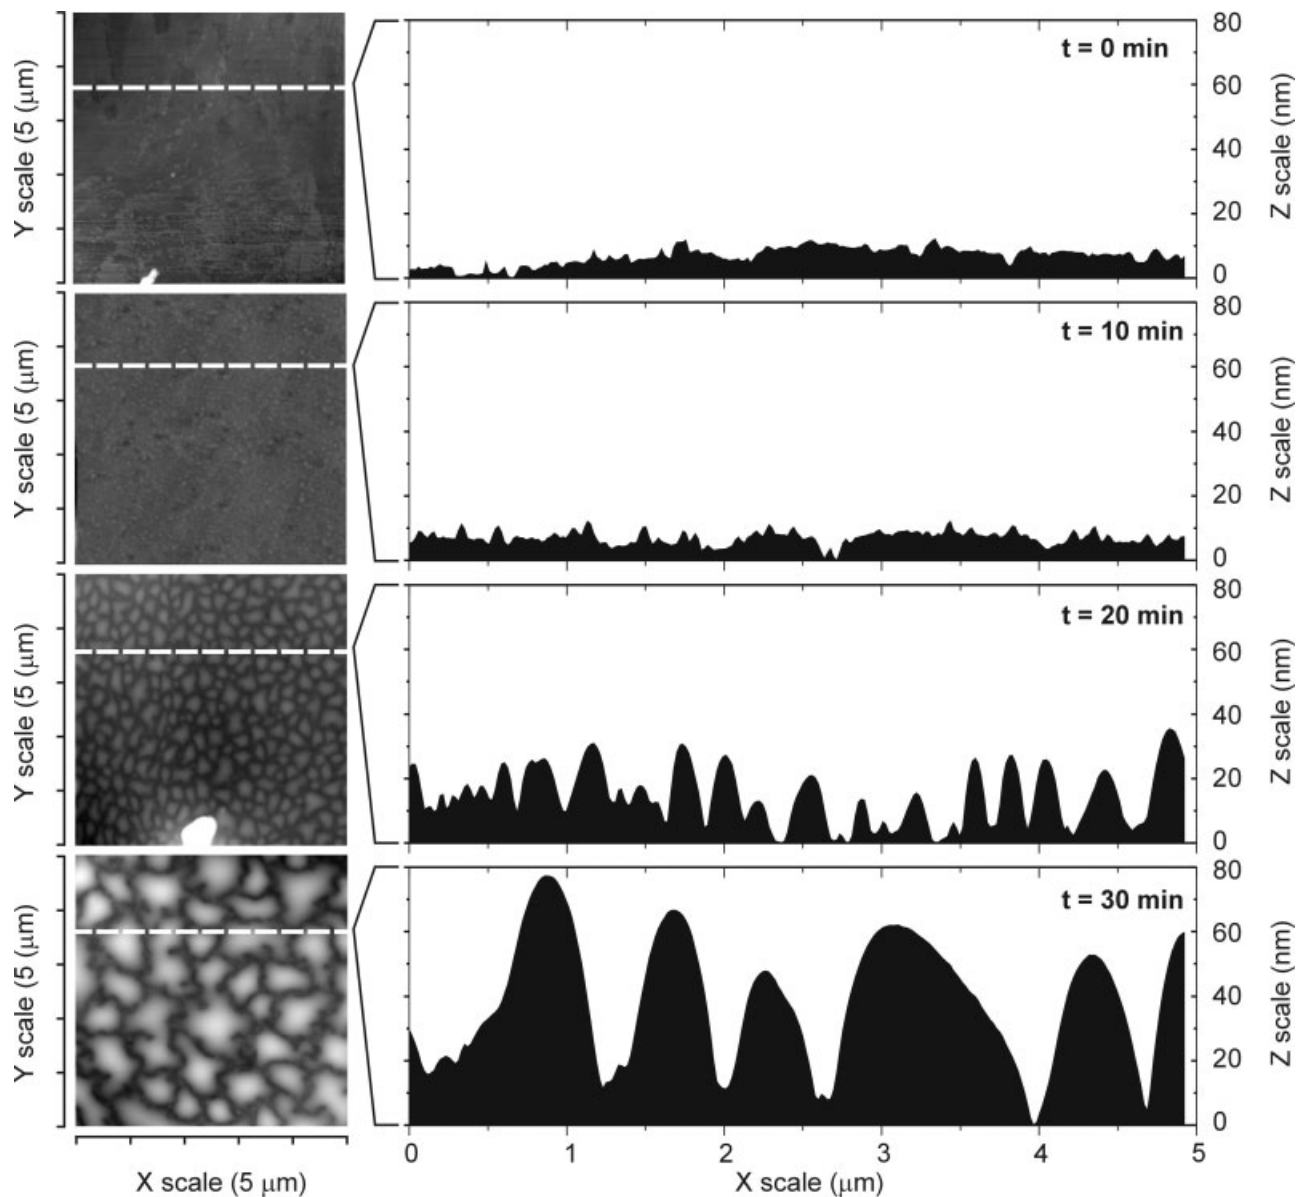 Y scale (5 (μm)
80
60
40
20
0
Z scale (nm)
t = 0 min
Y scale (5 (μm)
80
60
40
20
0
Z scale (nm)
t = 10 min
Y scale (5 (μm)
80
60
40
20
0
Z scale (nm)
t = 20 min
Y scale (5 (μm)
80
60
40
20
0
Z scale (nm)
t = 30 min
0 1 2 3 4 5
X scale (5 μm)
X scale (μm)